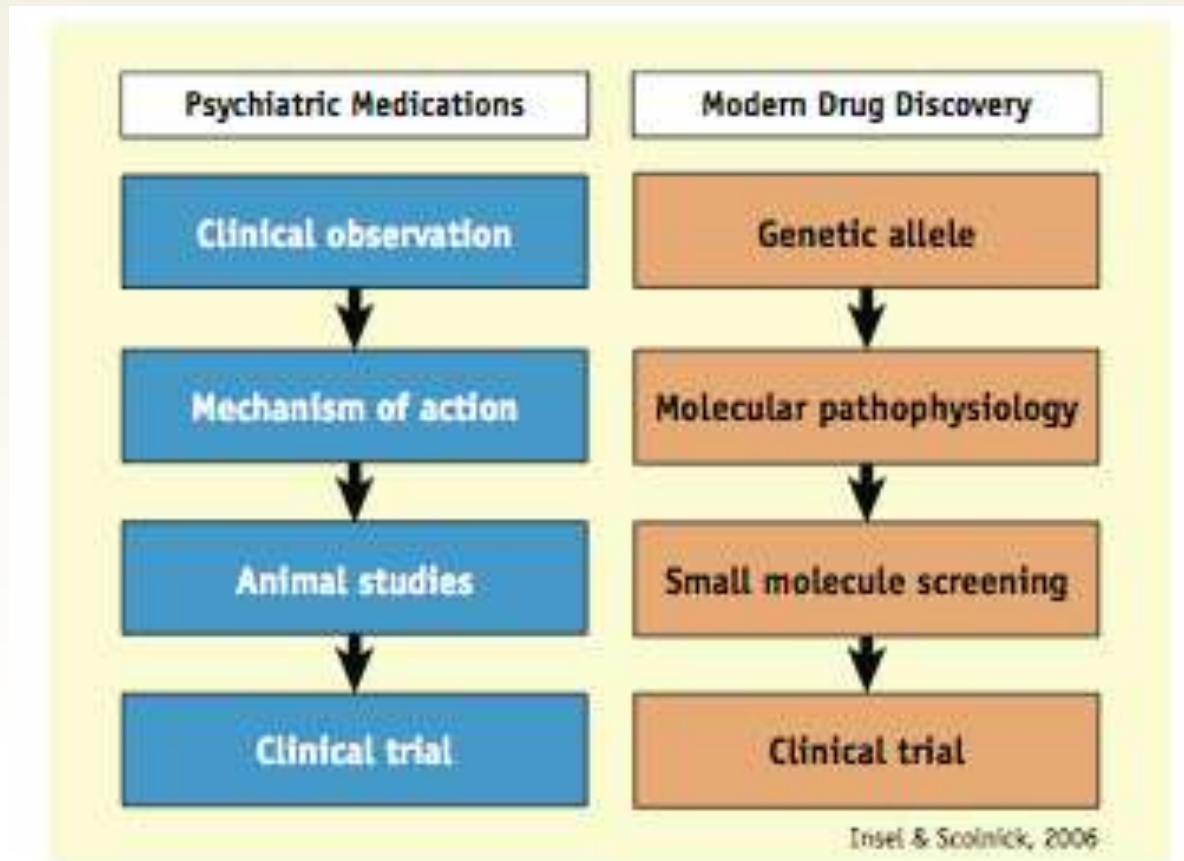 Psychiatric Medications
Clinical observation
Mechanism of action
Animal studies
Clinical trial
Modern Drug Discovery
Genetic allele
Molecular pathophysiology
Small molecule screening
Clinical trial
Insel & Scolnick, 2006